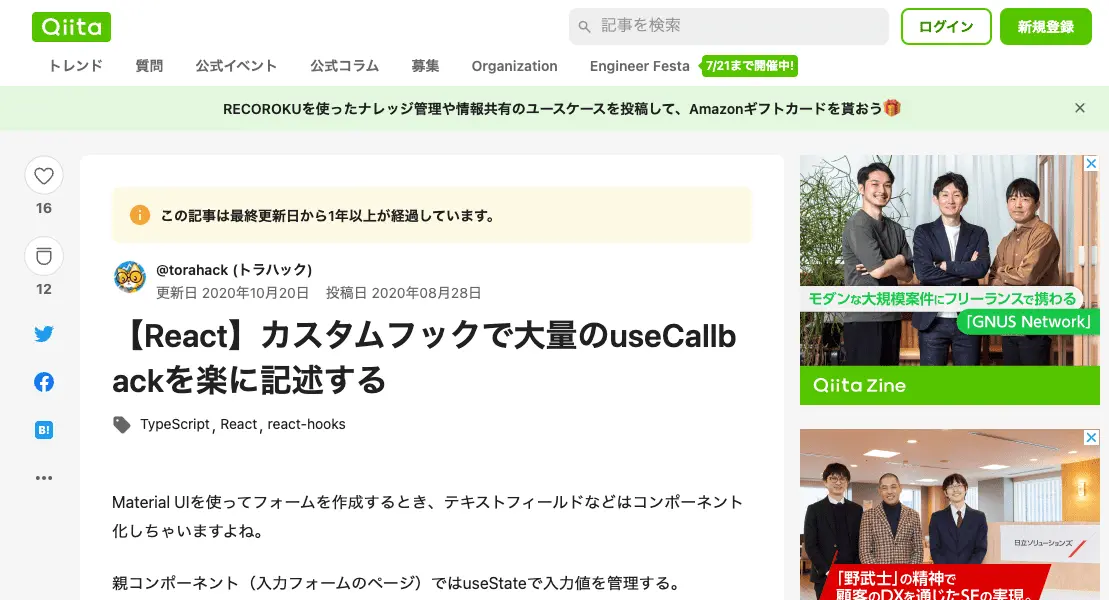 Qiita
記事を検索
ログイン
新規登録
トレンド 質問 公式イベント 公式コラム 募集 Organization Engineer Festa 7/21まで開催中!
RECOROKUを使ったナレッジ管理や情報共有のユースケースを投稿して、Amazonギフトカードを貰おう🎁
16
12
B!
この記事は最終更新日から1年以上が経過しています。
@torahack (トラハック)
更新日 2020年10月20日 投稿日 2020年08月28日
【React】カスタムフックで大量のuseCallb
ackを楽に記述する
TypeScript, React, react-hooks
Material UIを使ってフォームを作成するとき、テキストフィールドなどはコンポーネント
化しちゃいますよね。
親コンポーネント（入力フォームのページ）ではuseStateで入力値を管理する。
モダンな大規模案件にフリーランスで携わる
「GNUS Network」
Qiita Zine
日立ソリューションズ
「野武士」の精神で
顧客のDXを通じたSEの実現。